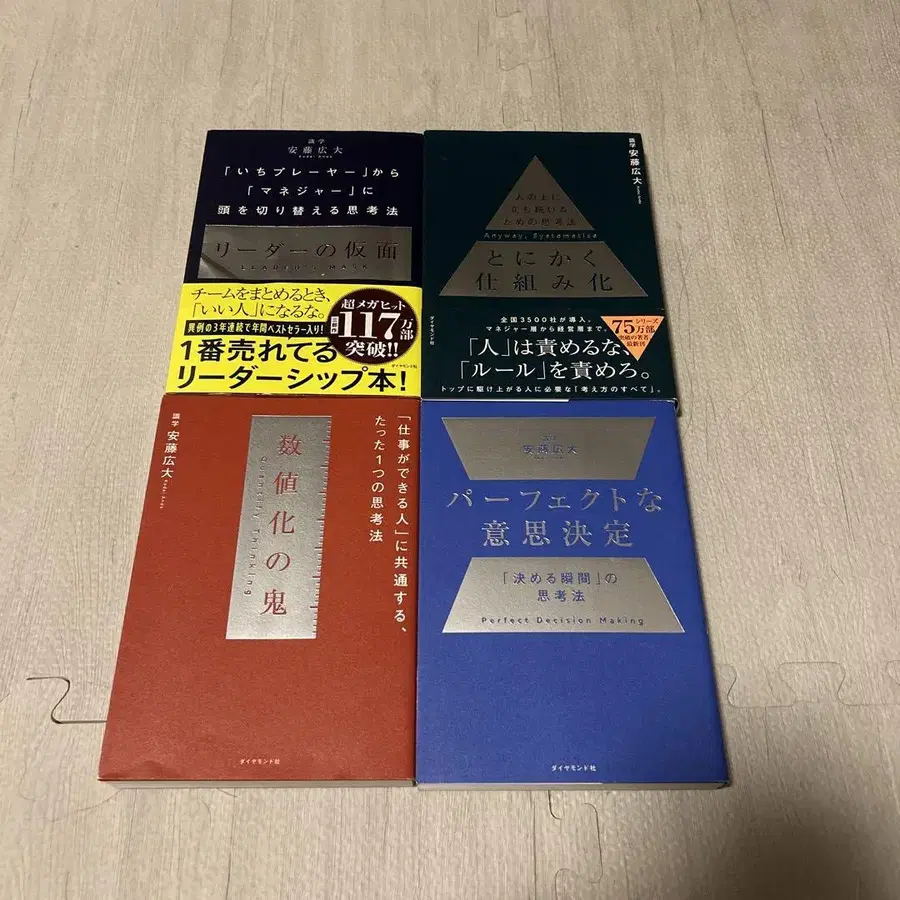 識学
安藤広大
Kodai Ando
「いちプレーヤー」から
「マネジャー」に
頭を切り替える思考法
リーダーの仮面
LEADER'S MASK
チームをまとめるとき、
「いい人」になるな。
異例の3年連続で年間ベストセラー入り!
1番売れてる
リーダーシップ本!
超メガヒット
117万部
突破!!
ダイヤモンド社
識学 安藤広大
人の上に
立ち続ける
ための思考法
Anyway, Systematize
とにかく
仕組み化
ダイヤモンド社
全国3500社が導入。
マネジャー層から経営層まで。
「人」は責めるな、
「ルール」を責めろ。
トップに駆け上がる人に必要な「考え方のすべて」。
シリーズ
75万部
突破の著者
最新刊
識学 安藤広大
Kodai Ando
数値化の鬼
Quantify Thinking
「仕事ができる人」に共通する、
たった1つの思考法
ダイヤモンド社
識学
安藤広大
パーフェクトな
意思決定
「決める瞬間」の
思考法
Perfect Decision Making
ダイヤモンド社